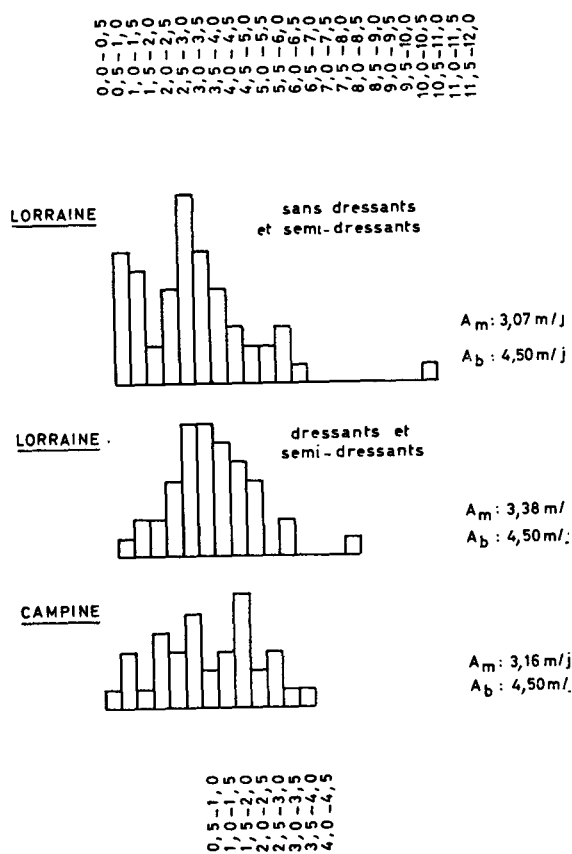 0,0-0,5
0,5-1,0
1,0-1,5
1,5-2,0
2,0-2,5
2,5-3,0
3,0-3,5
3,5-4,0
4,0-4,5
4,5-5,0
5,0-5,5
5,5-6,0
6,0-6,5
6,5-7,0
7,0-7,5
7,5-8,0
8,0-8,5
8,5-9,0
9,0-9,5
9,5-10,0
10,0-10,5
10,5-11,0
11,0-11,5
11,5-12,0
LORRAINE
sans dressants
et semi-dressants
Am: 3,07 m/j
Ab: 4,50 m/j
LORRAINE
dressants et
semi-dressants
Am: 3,38 m/
Ab: 4,50 m/j
CAMPINE
Am: 3,16 m/j
Ab: 4,50 m/
0,5-1,0
1,0-1,5
1,5-2,0
2,0-2,5
2,5-3,0
3,0-3,5
3,5-4,0
4,0-4,5